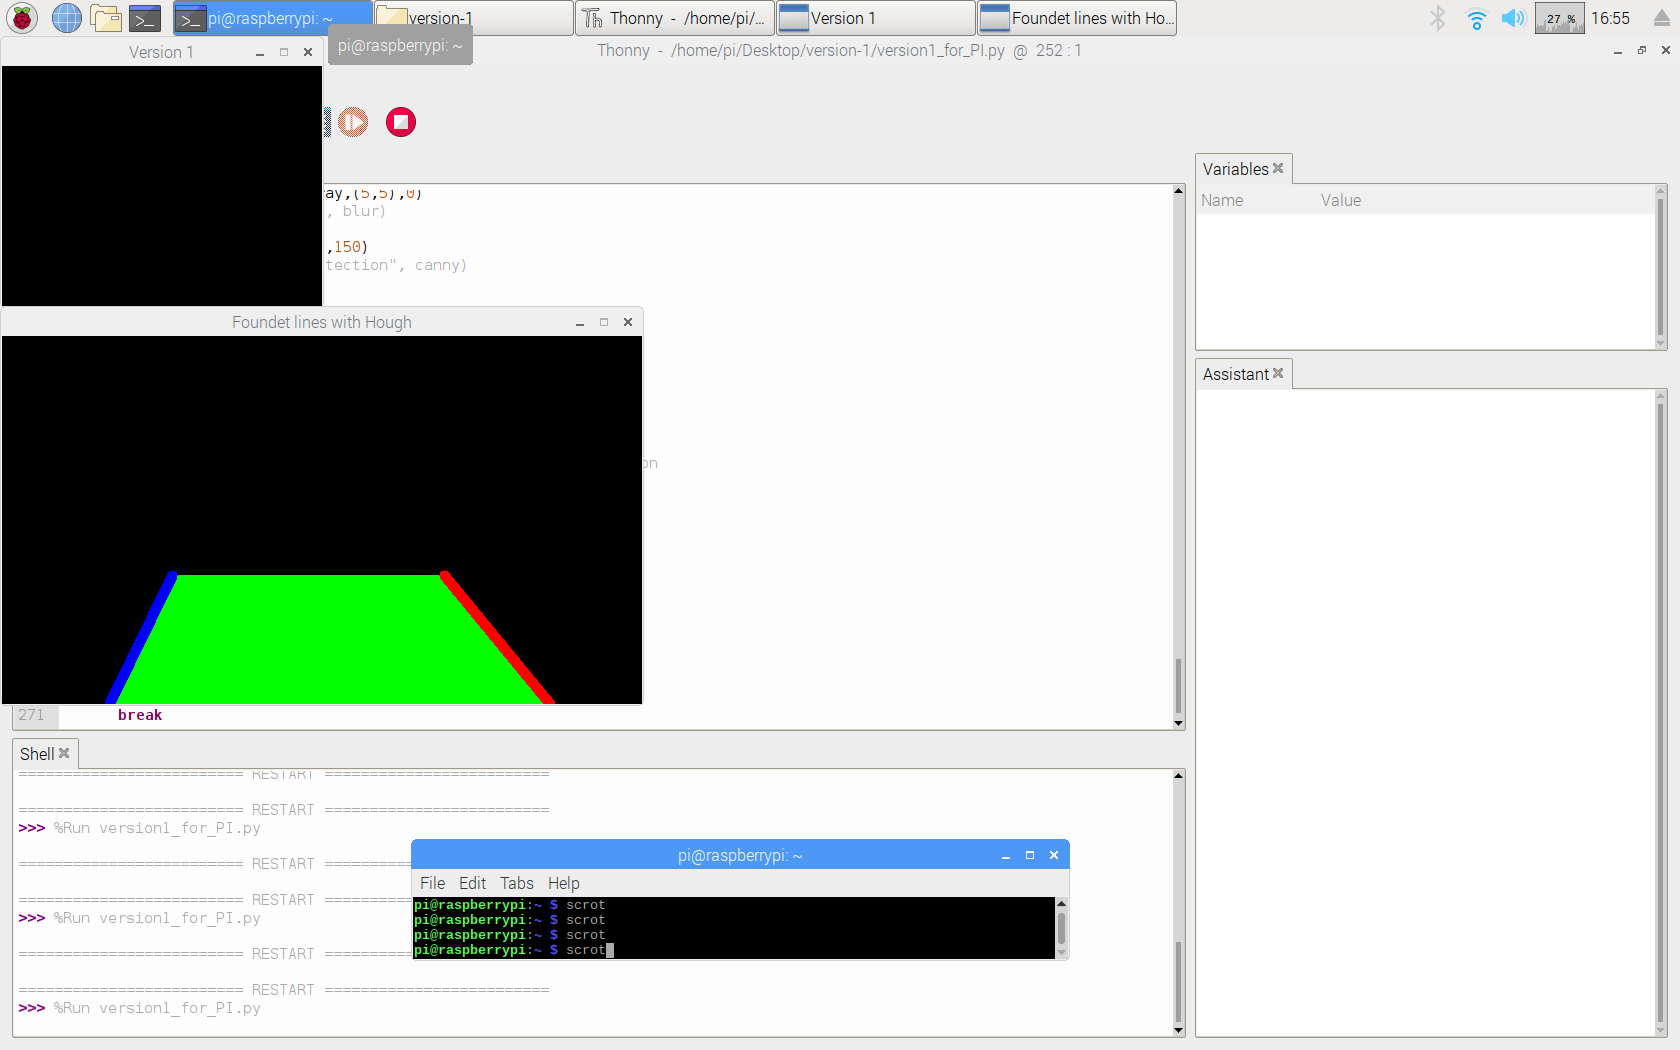 pi@raspberrypi: ~
version-1
Thonny - /home/pi/...
Version 1
Foundet lines with Ho...
27 %
16:55
Version 1
pi@raspberrypi: ~
Thonny - /home/pi/Desktop/version-1/version1_for_PI.py @ 252 : 1
Variables
Name Value
ay,(5,5),0)
, blur)
,150)
tection", canny)
Foundet lines with Hough
Assistant
on
271 break
Shell
========================= RESTART =========================
========================= RESTART =========================
>>> %Run version1_for_PI.py
========================= RESTART
========================= RESTART
>>> %Run version1_for_PI.py
========================= RESTART
========================= RESTART =========================
>>> %Run version1_for_PI.py
pi@raspberrypi: ~
File Edit Tabs Help
pi@raspberrypi:~ $ scrot
pi@raspberrypi:~ $ scrot
pi@raspberrypi:~ $ scrot
pi@raspberrypi:~ $ scrot